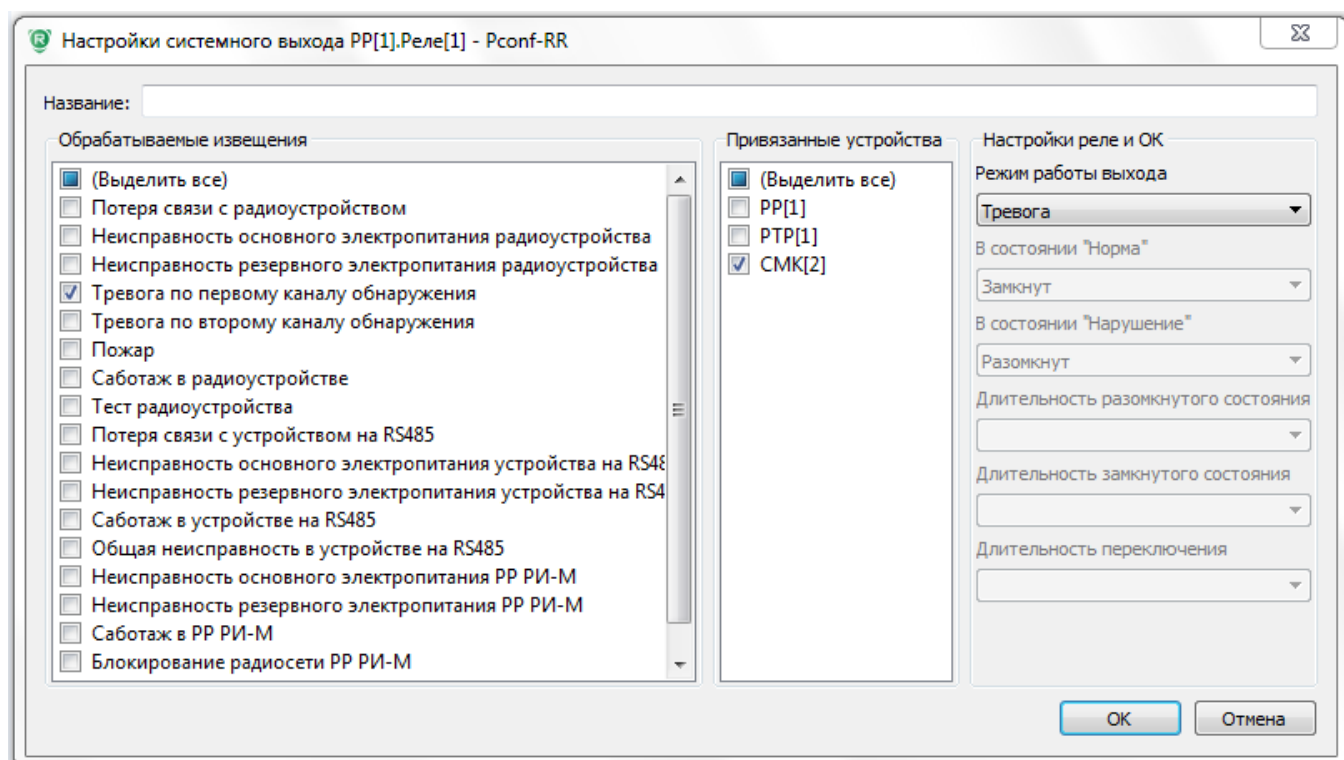 Настройки системного выхода РР[1].Реле[1] - Pconf-RR
Название:
Обрабатываемые извещения
(Выделить все)
Потеря связи с радиоустройством
Неисправность основного электропитания радиоустройства
Неисправность резервного электропитания радиоустройства
Тревога по первому каналу обнаружения
Тревога по второму каналу обнаружения
Пожар
Саботаж в радиоустройстве
Тест радиоустройства
Потеря связи с устройством на RS485
Неисправность основного электропитания устройства на RS48
Неисправность резервного электропитания устройства на RS4
Саботаж в устройстве на RS485
Общая неисправность в устройстве на RS485
Неисправность основного электропитания РР РИ-М
Неисправность резервного электропитания РР РИ-М
Саботаж в РР РИ-М
Блокирование радиосети РР РИ-М
Привязанные устройства
(Выделить все)
РР[1]
РТР[1]
СМК[2]
Настройки реле и ОК
Режим работы выхода
Тревога
В состоянии "Норма"
Замкнут
В состоянии "Нарушение"
Разомкнут
Длительность разомкнутого состояния
Длительность замкнутого состояния
Длительность переключения
OK
Отмена